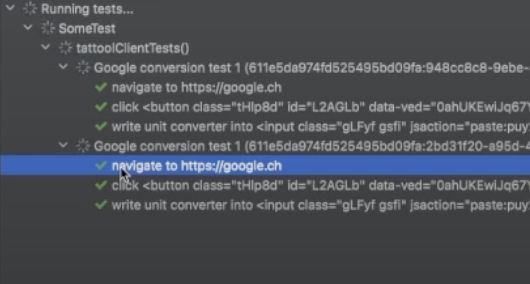 Running tests...
SomeTest
tattoolClientTests()
Google conversion test 1 (611e5da974fd525495bd09fa:948cc8c8-9ebe-
navigate to https://google.ch
click <button class="tHlp8d" id="L2AGLb" data-ved="0ahUKEwiJq67Y
write unit converter into <input class="gLFyf gsfi" jsaction="paste:puy
Google conversion test 1 (611e5da974fd525495bd09fa:2bd31f20-a95d-4
navigate to https://google.ch
click <button class="tHlp8d" id="L2AGLb" data-ved="0ahUKEwiJq67Y
write unit converter into <input class="gLFyf gsfi" jsaction="paste:puy